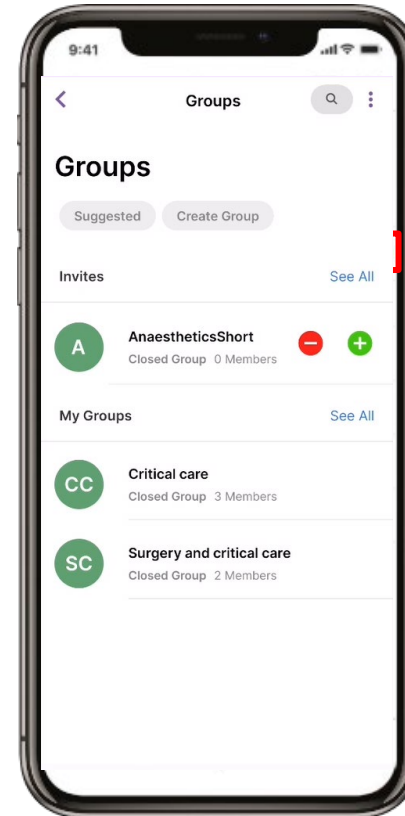 9:41
Groups
Groups
Suggested Create Group
Invites See All
A
AnaestheticsShort
Closed Group 0 Members
My Groups See All
CC
Critical care
Closed Group 3 Members
SC
Surgery and critical care
Closed Group 2 Members